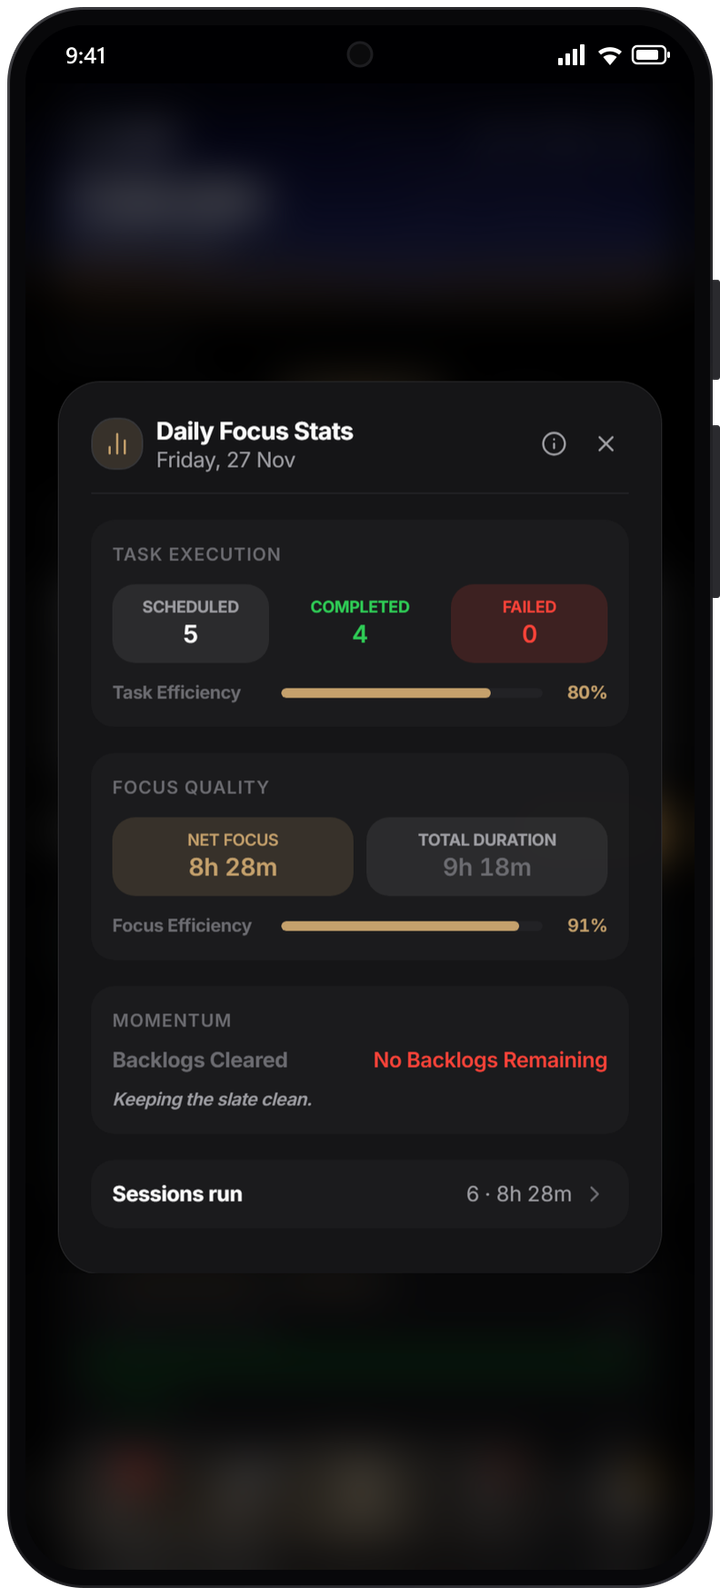 9:41
Daily Focus Stats
Friday, 27 Nov
TASK EXECUTION
SCHEDULED
5
COMPLETED
4
FAILED
0
Task Efficiency 80%
FOCUS QUALITY
NET FOCUS
8h 28m
TOTAL DURATION
9h 18m
Focus Efficiency 91%
MOMENTUM
Backlogs Cleared No Backlogs Remaining
Keeping the slate clean.
Sessions run 6 · 8h 28m